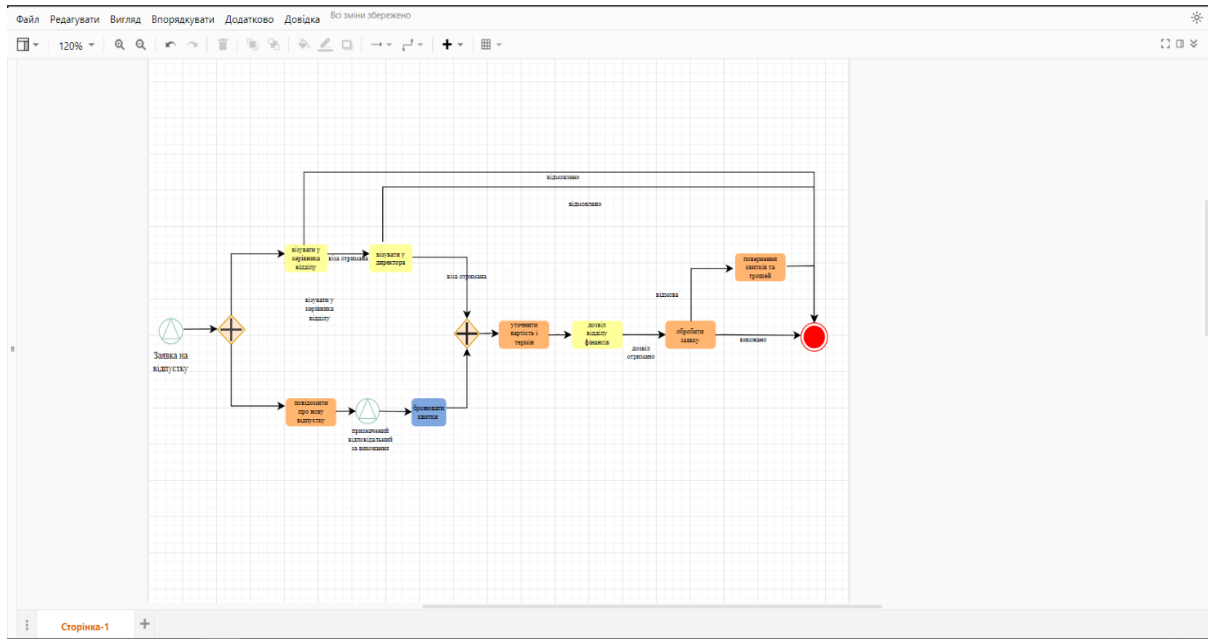 Файл Редагувати Вигляд Впорядкувати Додатково Довідка Всі зміни збережено
120%
відмовлено
відмовлено
візувати у
керівника
відділу
віза отримана
візувати у
директора
віза отримана
повернення
квитків та
грошей
відмова
візувати у
керівника
відділу
Заявка на
відпустку
уточнити
вартість і
термін
дозвіл
відділу
фінансів
дозвіл
отримано
обробити
заявку
виконано
повідомити
про нову
відпустку
призначений
відповідальний
за виконання
бронювати
квитки
Сторінка-1